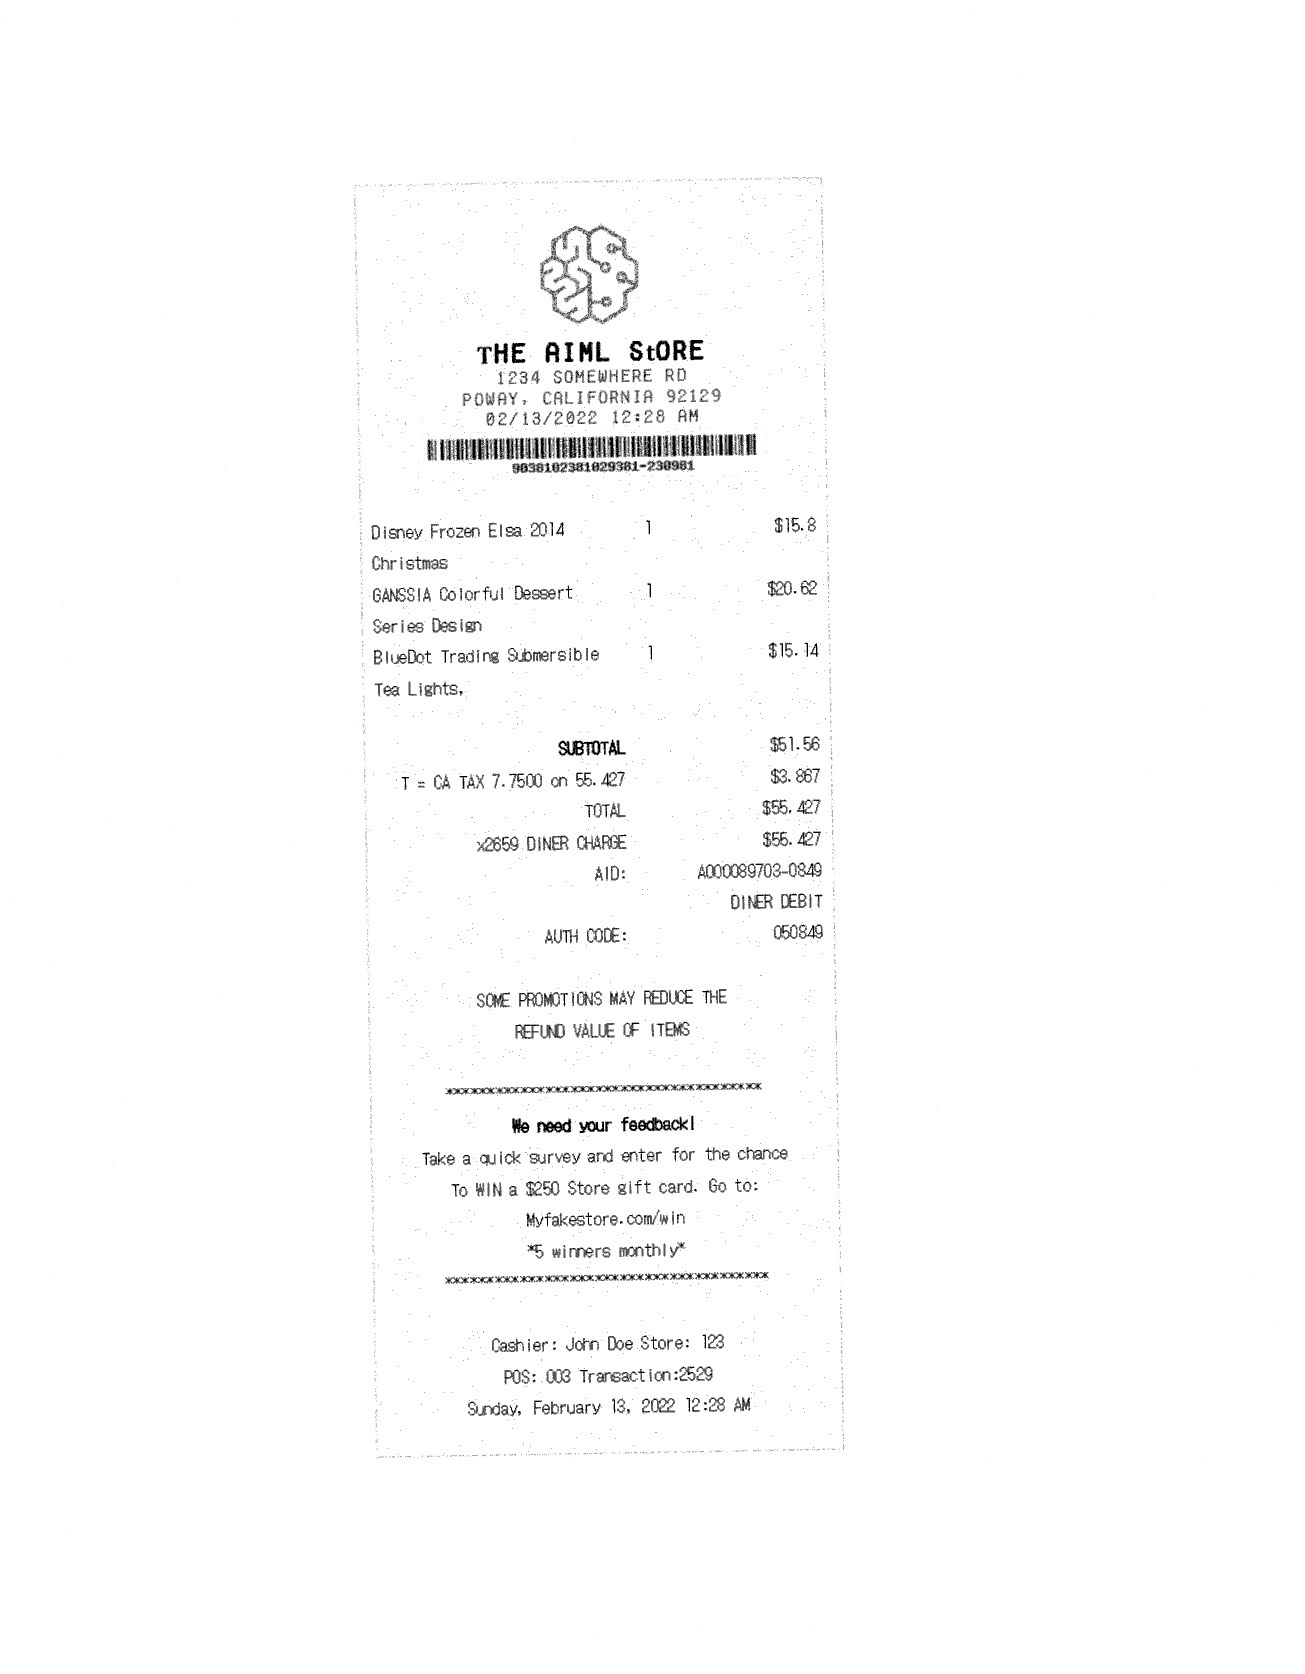 THE AIML StORE
1234 SOMEWHERE RD
POWAY, CALIFORNIA 92129
02/13/2022 12:28 AM
9038102381029381-230981
Disney Frozen Elsa 2014 1 $15.8
Christmas
GANSSIA Colorful Dessert 1 $20.62
Series Design
BlueDot Trading Submersible 1 $15.14
Tea Lights,
SUBTOTAL $51.56
T = CA TAX 7.7500 on 55.427 $3.867
TOTAL $55.427
x2659 DINER CHARGE $55.427
AID: A000089703-0849
DINER DEBIT
AUTH CODE: 050849
SOME PROMOTIONS MAY REDUCE THE
REFUND VALUE OF ITEMS
***************************************
We need your feedback!
Take a quick survey and enter for the chance
To WIN a $250 Store gift card. Go to:
Myfakestore.com/win
*5 winners monthly*
****************************************
Cashier: John Doe Store: 123
POS: 003 Transaction:2529
Sunday, February 13, 2022 12:28 AM